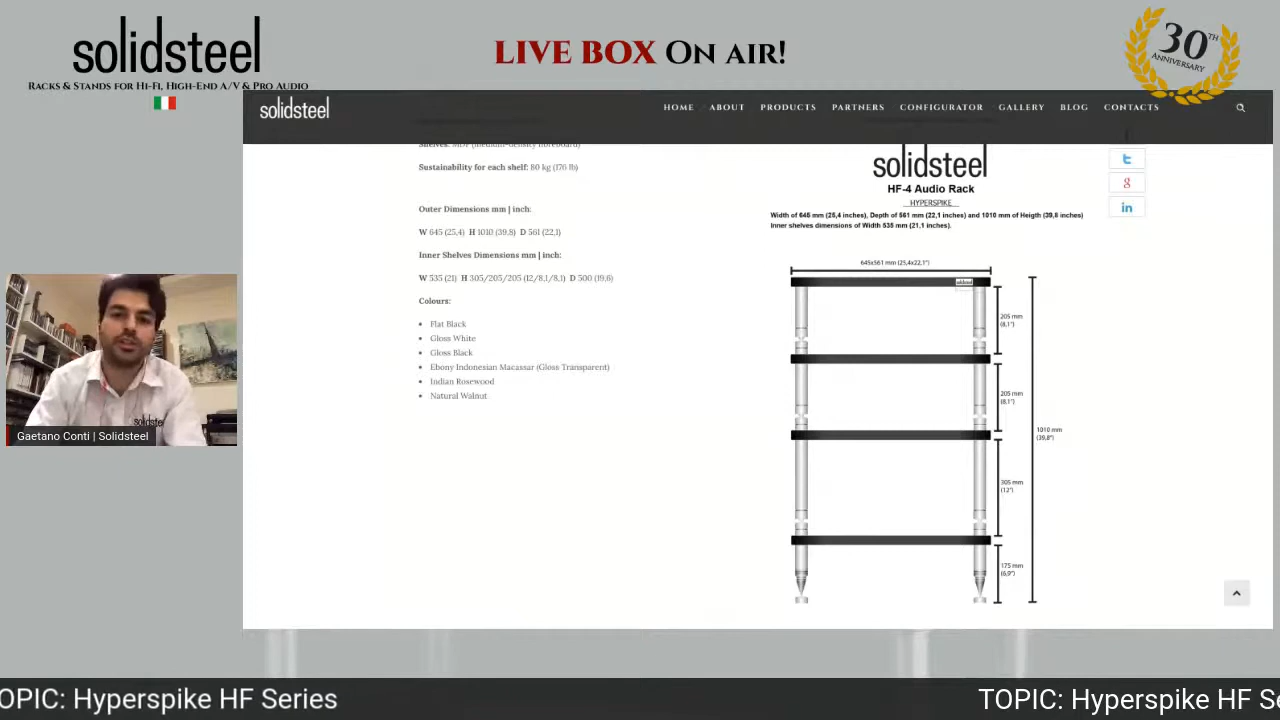 solidsteel
Racks & Stands for Hi-Fi, High-End A/V & Pro Audio
LIVE BOX On air!
30TH
ANNIVERSARY
solidsteel
HOME ABOUT PRODUCTS PARTNERS CONFIGURATOR GALLERY BLOG CONTACTS
Shelves: MDF (medium-density fibreboard)
Sustainability for each shelf: 80 kg (176 lb)
Outer Dimensions mm | inch:
W 645 (25,4) H 1010 (39,8) D 561 (22,1)
Inner Shelves Dimensions mm | inch:
W 535 (21) H 305/205/205 (12/8,1/8,1) D 500 (19,6)
Colours:
Flat Black
Gloss White
Gloss Black
Ebony Indonesian Macassar (Gloss Transparent)
Indian Rosewood
Natural Walnut
solidsteel
HF-4 Audio Rack
HYPERSPIKE
Width of 645 mm (25,4 inches), Depth of 561 mm (22,1 inches) and 1010 mm of Heigth (39,8 inches)
Inner shelves dimensions of Width 535 mm (21,1 inches).
645x561 mm (25,4x22,1")
205 mm
(8,1")
205 mm
(8,1")
1010 mm
(39,8")
305 mm
(12")
175 mm
(6,9")
Gaetano Conti | Solidsteel
OPIC: Hyperspike HF Series
TOPIC: Hyperspike HF Se